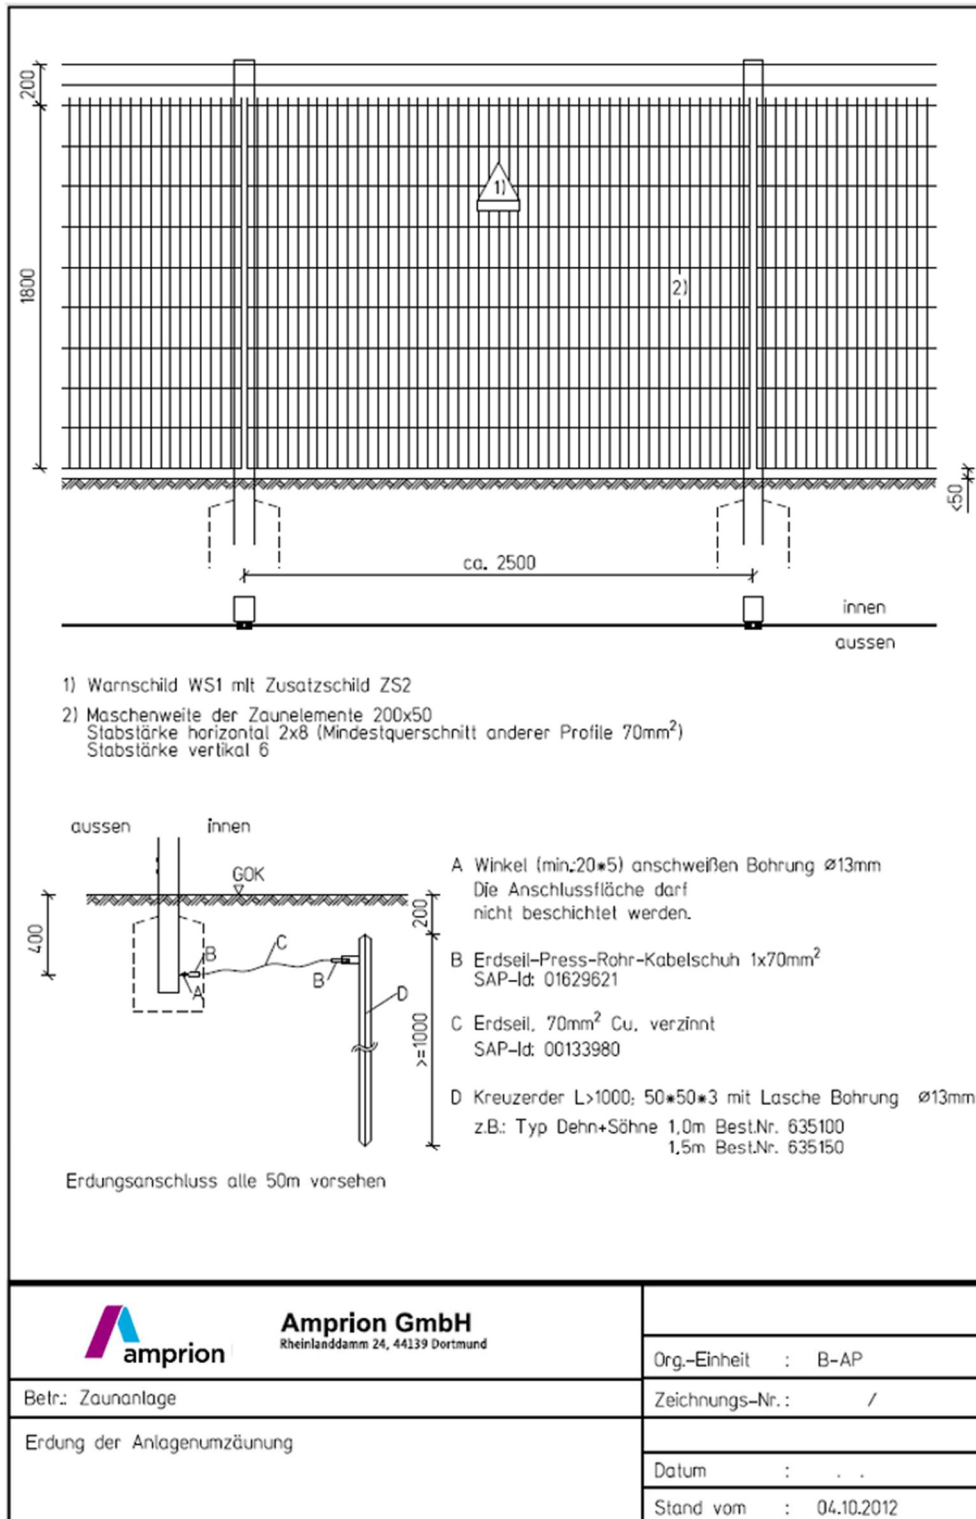 200
1)
1800
2)
<50
ca. 2500
innen
aussen
1) Warnschild WS1 mit Zusatzschild ZS2
2) Maschenweite der Zaunelemente 200x50
Stabstärke horizontal 2x8 (Mindestquerschnitt anderer Profile 70mm²)
Stabstärke vertikal 6
aussen innen
GOK
400
200
B
A
C
B
D
>=1000
A Winkel (min.:20*5) anschweißen Bohrung Ø13mm
Die Anschlussfläche darf
nicht beschichtet werden.
B Erdseil-Press-Rohr-Kabelschuh 1x70mm²
SAP-Id: 01629621
C Erdseil, 70mm² Cu, verzinnt
SAP-Id: 00133980
D Kreuzerder L>1000; 50*50*3 mit Lasche Bohrung Ø13mm
z.B.: Typ Dehn+Söhne 1,0m Best.Nr. 635100
1,5m Best.Nr. 635150
Erdungsanschluss alle 50m vorsehen
amprion
Amprion GmbH
Rheinlanddamm 24, 44139 Dortmund
Org.-Einheit : B-AP
Betr.: Zaunanlage
Zeichnungs-Nr.: /
Erdung der Anlagenumzäunung
Datum : . .
Stand vom : 04.10.2012